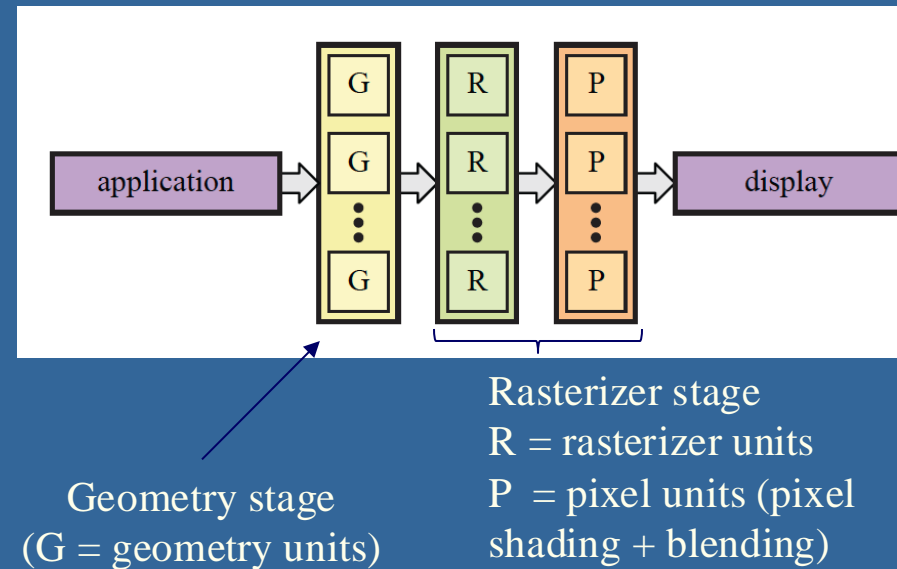 G R P
application G R P display
G R P
Geometry stage
(G = geometry units)
Rasterizer stage
R = rasterizer units
P = pixel units (pixel
shading + blending)